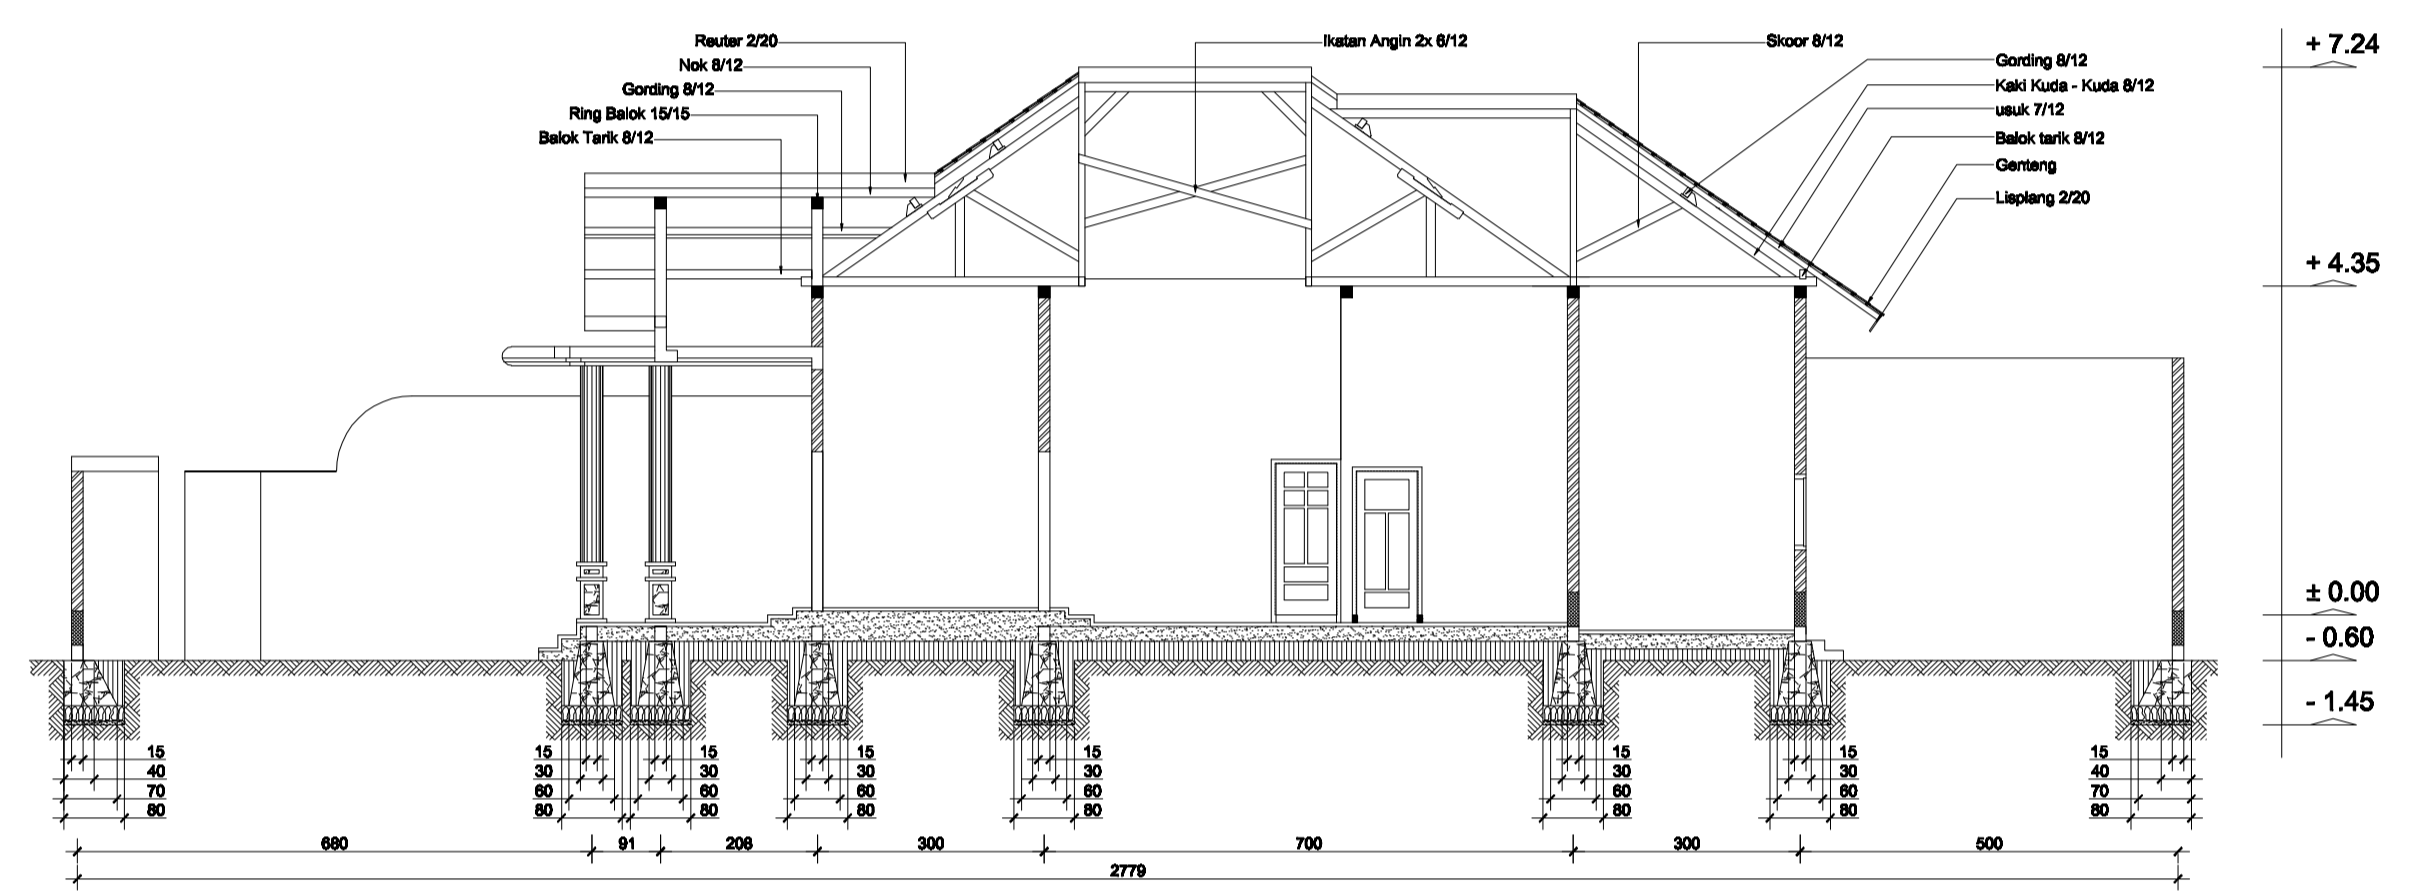 Reuter 2/20
Nok 8/12
Gording 8/12
Ring Balok 15/15
Balok Tarik 8/12
Ikatan Angin 2x 6/12
Skoor 8/12
Gording 8/12
Kaki Kuda - Kuda 8/12
usuk 7/12
Balok tarik 8/12
Genteng
Lisplang 2/20
+ 7.24
+ 4.35
± 0.00
- 0.60
- 1.45
15 15 15 15 15 15 15 15
40 30 30 30 30 30 30 40
70 60 60 60 60 60 60 70
80 80 80 80 80 80 80 80
680 91 208 300 700 300 500
2779